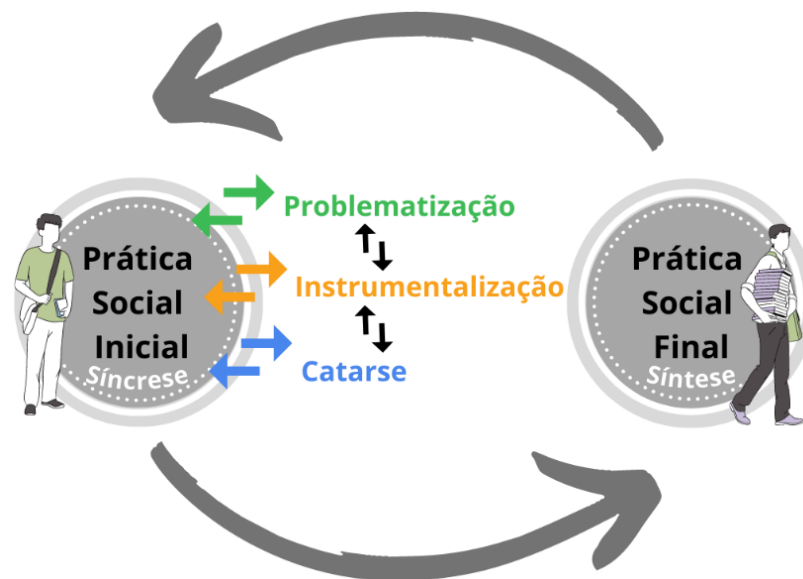 Problematização
Prática
Social
Inicial
Síncrese
Instrumentalização
Catarse
Prática
Social
Final
Síntese